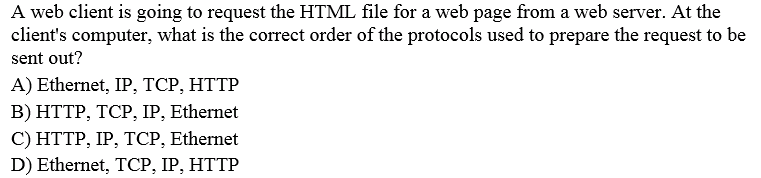 A web client is going to request the HTML file for a web page from a web server. At the
client's computer, what is the correct order of the protocols used to prepare the request to be
sent out?
A) Ethernet, IP, TCP, HTTP
B) HTTP, TCP, IP, Ethernet
C) HTTP, IP, TCP, Ethernet
D) Ethernet, TCP, IP, HTTP